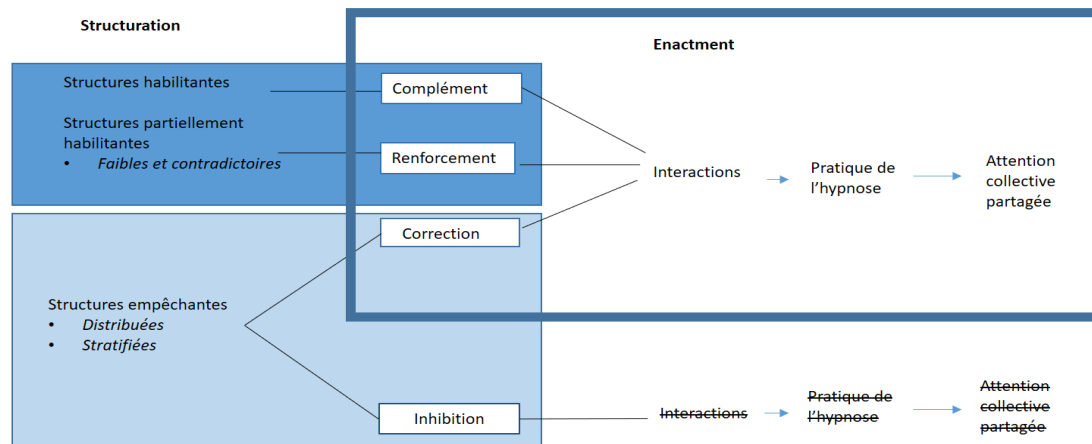 Structuration
Enactment
Structures habilitantes
Complément
Structures partiellement
habilitantes
• Faibles et contradictoires
Renforcement
Interactions
Pratique de
l'hypnose
Attention
collective
partagée
Correction
Structures empêchantes
• Distribuées
• Stratifiées
Inhibition
Interactions
Pratique de
l'hypnose
Attention
collective
partagée